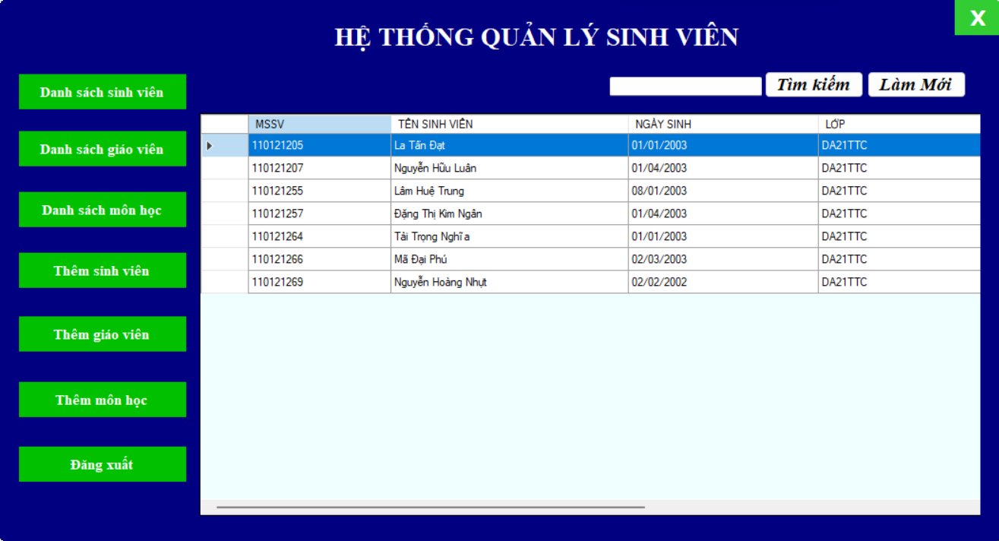 X
HỆ THỐNG QUẢN LÝ SINH VIÊN
Tìm kiếm Làm Mới
Danh sách sinh viên
Danh sách giáo viên
Danh sách môn học
Thêm sinh viên
Thêm giáo viên
Thêm môn học
Đăng xuất
MSSV TÊN SINH VIÊN NGÀY SINH LỚP
110121205 La Tấn Đạt 01/01/2003 DA21TTC
110121207 Nguyễn Hữu Luân 01/04/2003 DA21TTC
110121255 Lâm Huệ Trung 08/01/2003 DA21TTC
110121257 Đặng Thị Kim Ngân 01/04/2003 DA21TTC
110121264 Tải Trọng Nghĩa 01/01/2003 DA21TTC
110121266 Mã Đại Phú 02/03/2003 DA21TTC
110121269 Nguyễn Hoàng Nhựt 02/02/2002 DA21TTC